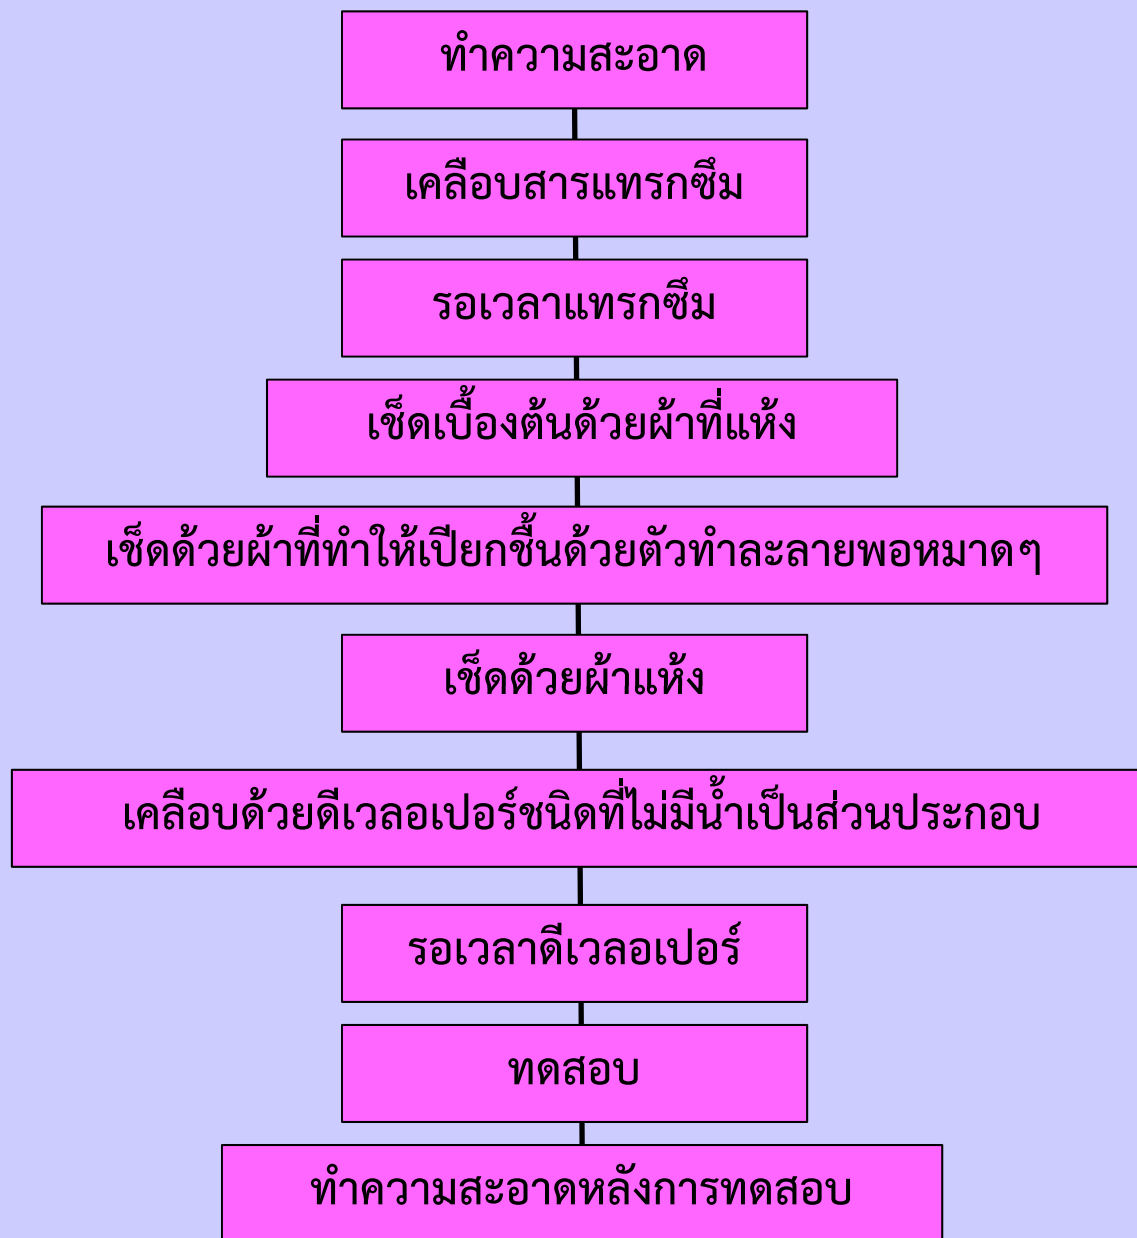 ทำความสะอาด
เคลือบสารแทรกซึม
รอเวลาแทรกซึม
เช็ดเบื้องต้นด้วยผ้าที่แห้ง
เช็ดด้วยผ้าที่ทำให้เปียกชื้นด้วยตัวทำละลายพอหมาดๆ
เช็ดด้วยผ้าแห้ง
เคลือบด้วยดีเวลอเปอร์ชนิดที่ไม่มีน้ำเป็นส่วนประกอบ
รอเวลาดีเวลอเปอร์
ทดสอบ
ทำความสะอาดหลังการทดสอบ